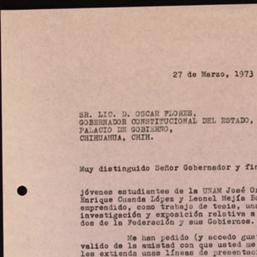 27 de Marzo, 1973
SR. LIC. D. OSCAR FLORES,
GOBERNADOR CONSTITUCIONAL DEL ESTADO,
PALACIO DE GOBIERNO,
CHIHUAHUA, CHIH.
Muy distinguido Señor Gobernador y fi
jóvenes estudiantes de la UNAM José O
Enrique Cuanda López y Leonel Mejía
emprendido, como trabajo de tesis, una
investigación y exposición relativa a
dos de la Federación y sus Gobiernos.
Me han pedido (y accedo gus
valido de la amistad con que usted me
les extienda unas líneas de presentac